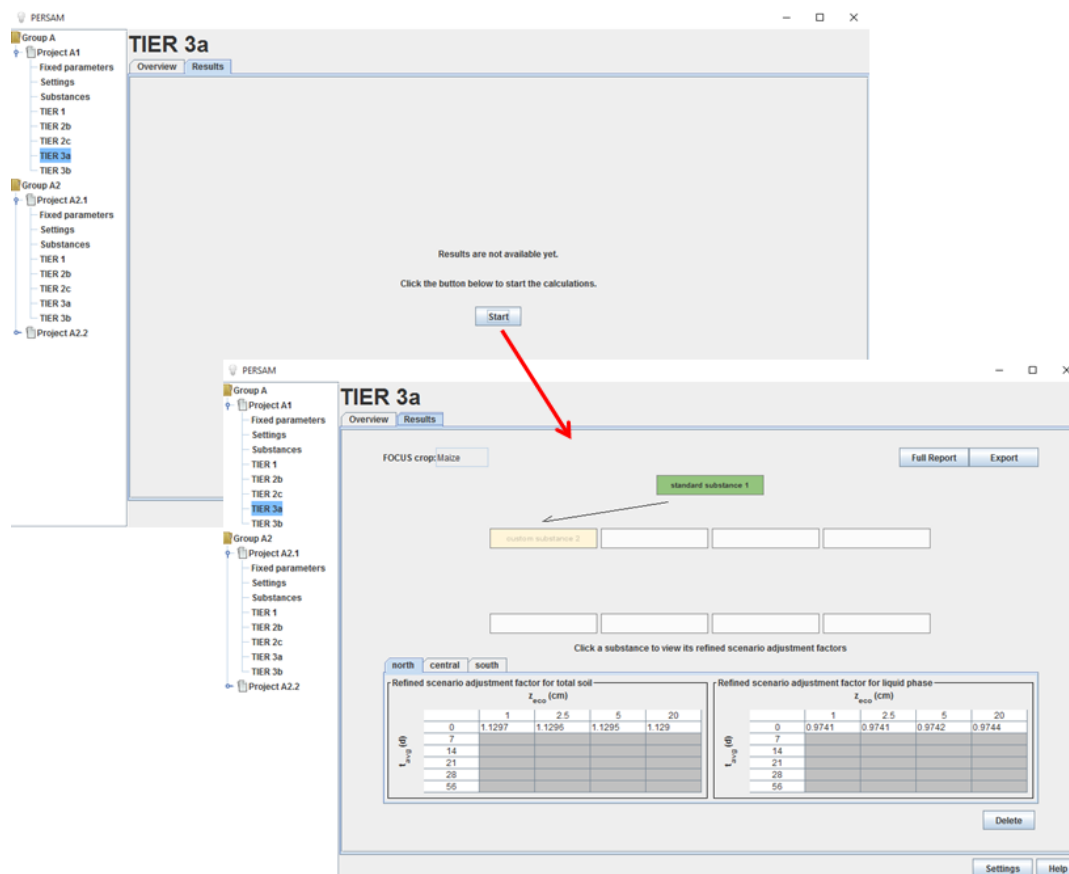 PERSAM
Group A
Project A1
Fixed parameters
Settings
Substances
TIER 1
TIER 2b
TIER 2c
TIER 3a
TIER 3b
Group A2
Project A2.1
Fixed parameters
Settings
Substances
TIER 1
TIER 2b
TIER 2c
TIER 3a
TIER 3b
Project A2.2
TIER 3a
Overview Results
Results are not available yet.
Click the button below to start the calculations.
Start
PERSAM
Group A
Project A1
Fixed parameters
Settings
Substances
TIER 1
TIER 2b
TIER 2c
TIER 3a
TIER 3b
Group A2
Project A2.1
Fixed parameters
Settings
Substances
TIER 1
TIER 2b
TIER 2c
TIER 3a
TIER 3b
Project A2.2
TIER 3a
Overview Results
FOCUS crop: Maize Full Report Export
standard substance 1
custom substance 2
Click a substance to view its refined scenario adjustment factors
north central south
Refined scenario adjustment factor for total soil
z_eco (cm)
1 2.5 5 20
0 1.1297 1.1296 1.1295 1.129
7
14
21
28
56
t_avg (d)
Refined scenario adjustment factor for liquid phase
z_eco (cm)
1 2.5 5 20
0 0.9741 0.9741 0.9742 0.9744
7
14
21
28
56
t_avg (d)
Delete
Settings Help